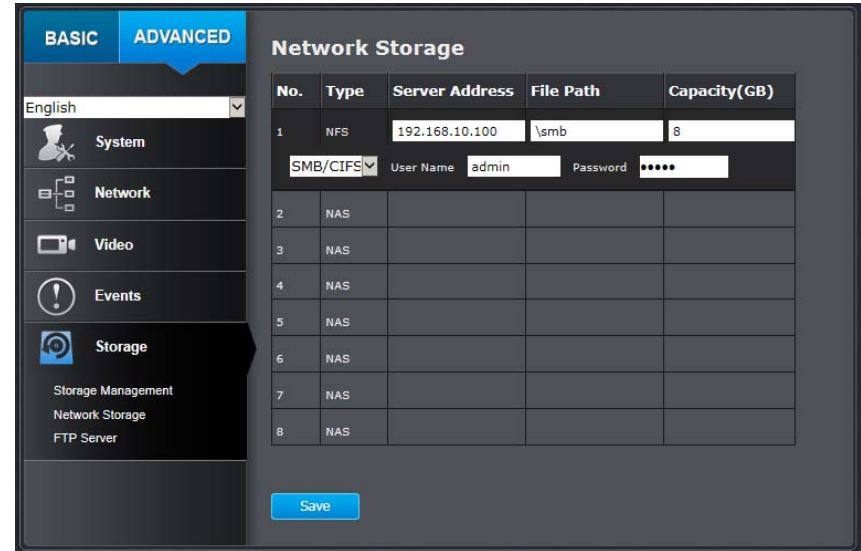 BASIC ADVANCED
English
System
Network
Video
Events
Storage
Storage Management
Network Storage
FTP Server
Network Storage
No. Type Server Address File Path Capacity(GB)
1 NFS 192.168.10.100 \smb 8
SMB/CIFS User Name admin Password •••••
2 NAS
3 NAS
4 NAS
5 NAS
6 NAS
7 NAS
8 NAS
Save